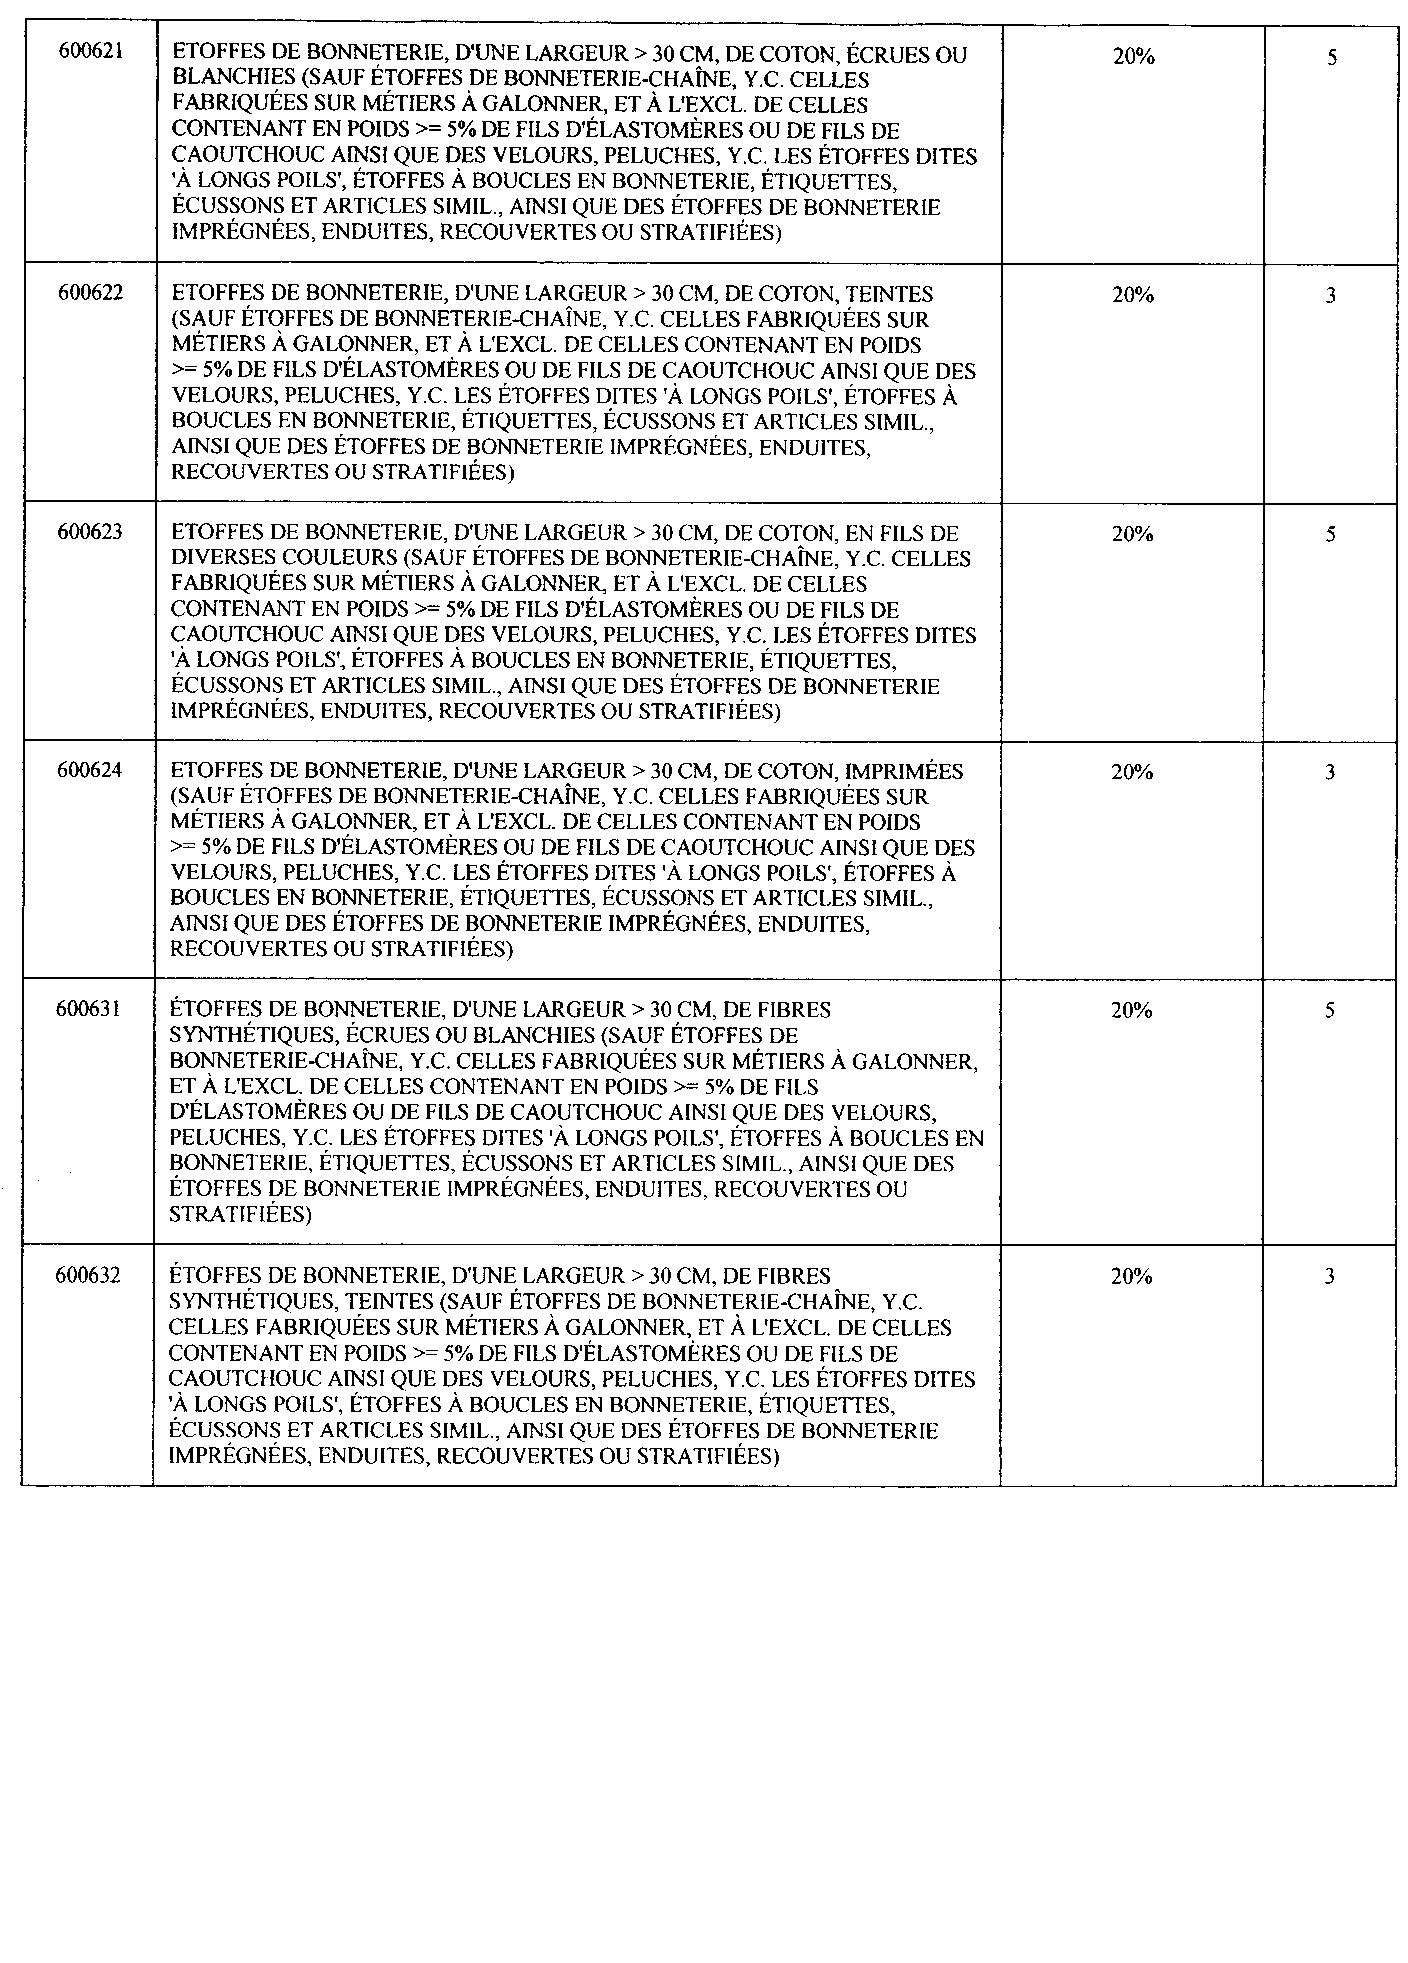 600621 ETOFFES DE BONNETERIE, D'UNE LARGEUR > 30 CM, DE COTON, ÉCRUES OU 20% 5
BLANCHIES (SAUF ÉTOFFES DE BONNETERIE-CHAÎNE, Y.C. CELLES
FABRIQUÉES SUR MÉTIERS À GALONNER, ET À L'EXCL. DE CELLES
CONTENANT EN POIDS >= 5% DE FILS D'ÉLASTOMÈRES OU DE FILS DE
CAOUTCHOUC AINSI QUE DES VELOURS, PELUCHES, Y.C. LES ÉTOFFES DITES
'À LONGS POILS', ÉTOFFES À BOUCLES EN BONNETERIE, ÉTIQUETTES,
ÉCUSSONS ET ARTICLES SIMIL., AINSI QUE DES ÉTOFFES DE BONNETERIE
IMPRÉGNÉES, ENDUITES, RECOUVERTES OU STRATIFIÉES)
600622 ETOFFES DE BONNETERIE, D'UNE LARGEUR > 30 CM, DE COTON, TEINTES 20% 3
(SAUF ÉTOFFES DE BONNETERIE-CHAÎNE, Y.C. CELLES FABRIQUÉES SUR
MÉTIERS À GALONNER, ET À L'EXCL. DE CELLES CONTENANT EN POIDS
>= 5% DE FILS D'ÉLASTOMÈRES OU DE FILS DE CAOUTCHOUC AINSI QUE DES
VELOURS, PELUCHES, Y.C. LES ÉTOFFES DITES 'À LONGS POILS', ÉTOFFES À
BOUCLES EN BONNETERIE, ÉTIQUETTES, ÉCUSSONS ET ARTICLES SIMIL.,
AINSI QUE DES ÉTOFFES DE BONNETERIE IMPRÉGNÉES, ENDUITES,
RECOUVERTES OU STRATIFIÉES)
600623 ETOFFES DE BONNETERIE, D'UNE LARGEUR > 30 CM, DE COTON, EN FILS DE 20% 5
DIVERSES COULEURS (SAUF ÉTOFFES DE BONNETERIE-CHAÎNE, Y.C. CELLES
FABRIQUÉES SUR MÉTIERS À GALONNER, ET À L'EXCL. DE CELLES
CONTENANT EN POIDS >= 5% DE FILS D'ÉLASTOMÈRES OU DE FILS DE
CAOUTCHOUC AINSI QUE DES VELOURS, PELUCHES, Y.C. LES ÉTOFFES DITES
'À LONGS POILS', ÉTOFFES À BOUCLES EN BONNETERIE, ÉTIQUETTES,
ÉCUSSONS ET ARTICLES SIMIL., AINSI QUE DES ÉTOFFES DE BONNETERIE
IMPRÉGNÉES, ENDUITES, RECOUVERTES OU STRATIFIÉES)
600624 ETOFFES DE BONNETERIE, D'UNE LARGEUR > 30 CM, DE COTON, IMPRIMÉES 20% 3
(SAUF ÉTOFFES DE BONNETERIE-CHAÎNE, Y.C. CELLES FABRIQUÉES SUR
MÉTIERS À GALONNER, ET À L'EXCL. DE CELLES CONTENANT EN POIDS
>= 5% DE FILS D'ÉLASTOMÈRES OU DE FILS DE CAOUTCHOUC AINSI QUE DES
VELOURS, PELUCHES, Y.C. LES ÉTOFFES DITES 'À LONGS POILS', ÉTOFFES À
BOUCLES EN BONNETERIE, ÉTIQUETTES, ÉCUSSONS ET ARTICLES SIMIL.,
AINSI QUE DES ÉTOFFES DE BONNETERIE IMPRÉGNÉES, ENDUITES,
RECOUVERTES OU STRATIFIÉES)
600631 ÉTOFFES DE BONNETERIE, D'UNE LARGEUR > 30 CM, DE FIBRES 20% 5
SYNTHÉTIQUES, ÉCRUES OU BLANCHIES (SAUF ÉTOFFES DE
BONNETERIE-CHAÎNE, Y.C. CELLES FABRIQUÉES SUR MÉTIERS À GALONNER,
ET À L'EXCL. DE CELLES CONTENANT EN POIDS >= 5% DE FILS
D'ÉLASTOMÈRES OU DE FILS DE CAOUTCHOUC AINSI QUE DES VELOURS,
PELUCHES, Y.C. LES ÉTOFFES DITES 'À LONGS POILS', ÉTOFFES À BOUCLES EN
BONNETERIE, ÉTIQUETTES, ÉCUSSONS ET ARTICLES SIMIL., AINSI QUE DES
ÉTOFFES DE BONNETERIE IMPRÉGNÉES, ENDUITES, RECOUVERTES OU
STRATIFIÉES)
600632 ÉTOFFES DE BONNETERIE, D'UNE LARGEUR > 30 CM, DE FIBRES 20% 3
SYNTHÉTIQUES, TEINTES (SAUF ÉTOFFES DE BONNETERIE-CHAÎNE, Y.C.
CELLES FABRIQUÉES SUR MÉTIERS À GALONNER, ET À L'EXCL. DE CELLES
CONTENANT EN POIDS >= 5% DE FILS D'ÉLASTOMÈRES OU DE FILS DE
CAOUTCHOUC AINSI QUE DES VELOURS, PELUCHES, Y.C. LES ÉTOFFES DITES
'À LONGS POILS', ÉTOFFES À BOUCLES EN BONNETERIE, ÉTIQUETTES,
ÉCUSSONS ET ARTICLES SIMIL., AINSI QUE DES ÉTOFFES DE BONNETERIE
IMPRÉGNÉES, ENDUITES, RECOUVERTES OU STRATIFIÉES)